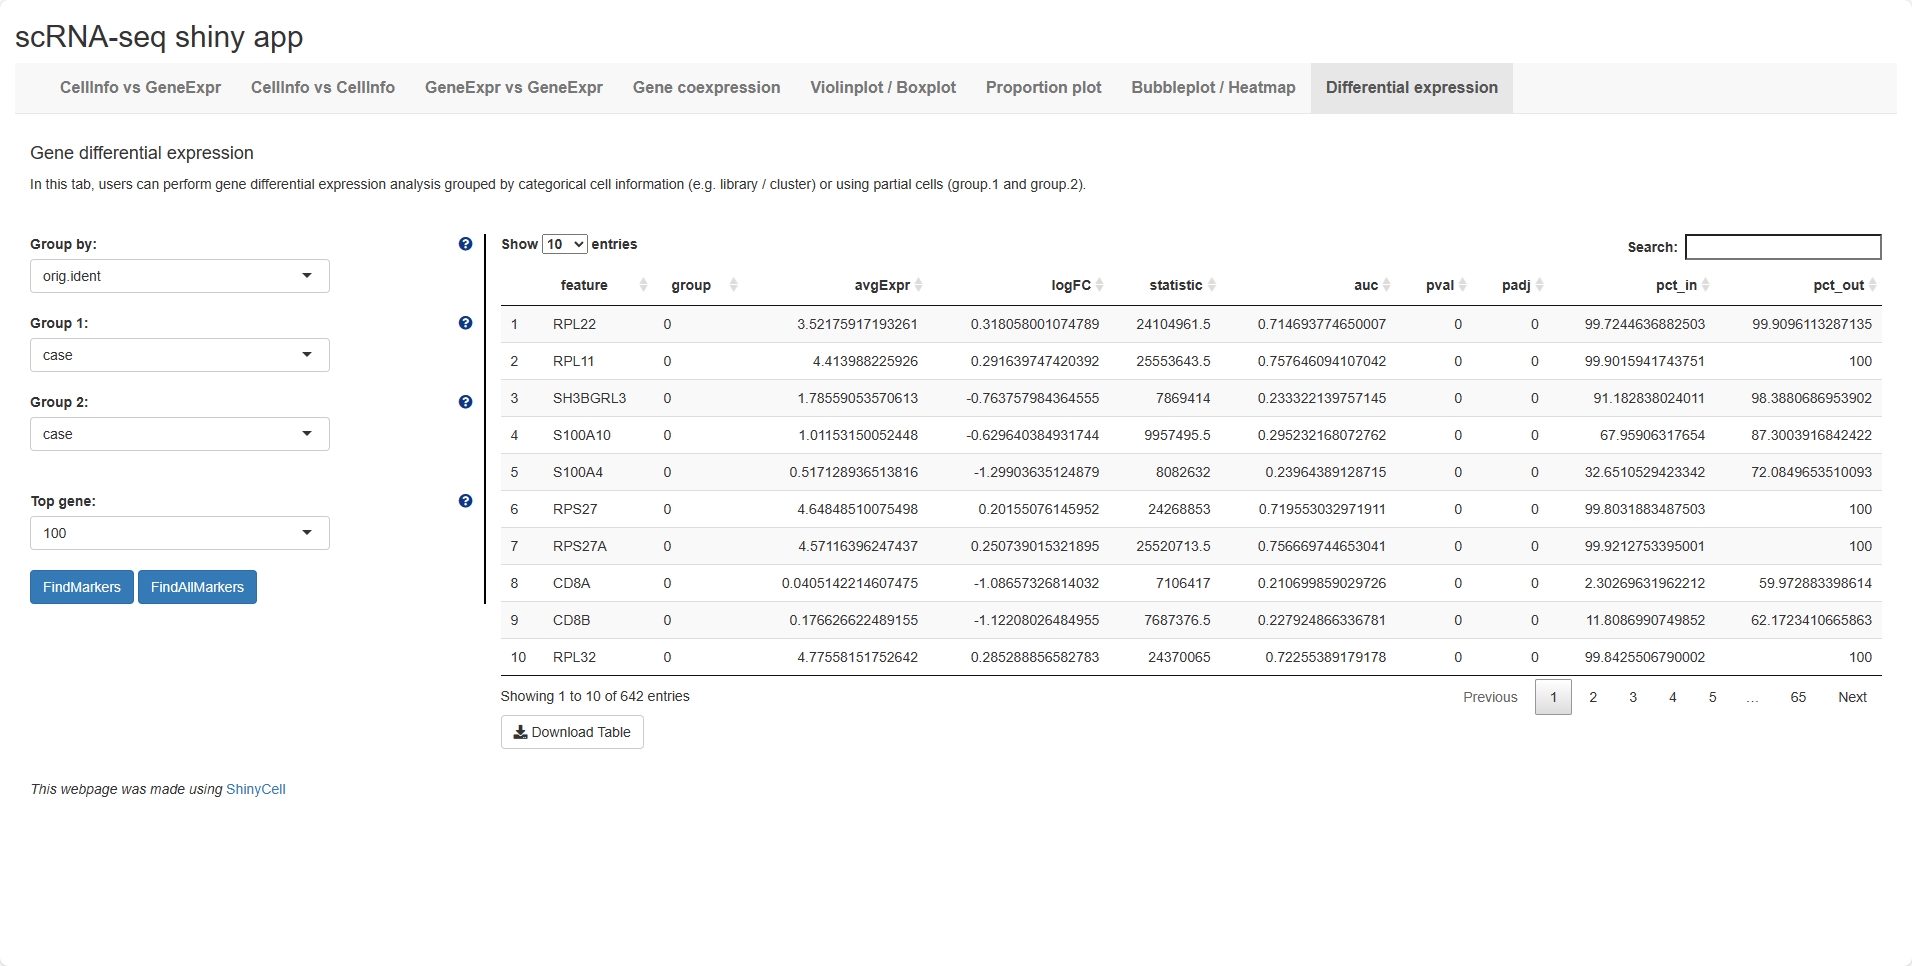 scRNA-seq shiny app
CellInfo vs GeneExpr CellInfo vs CellInfo GeneExpr vs GeneExpr Gene coexpression Violinplot / Boxplot Proportion plot Bubbleplot / Heatmap Differential expression
Gene differential expression
In this tab, users can perform gene differential expression analysis grouped by categorical cell information (e.g. library / cluster) or using partial cells (group.1 and group.2).
Group by:
orig.ident
Group 1:
case
Group 2:
case
Top gene:
100
FindMarkers FindAllMarkers
Show 10 entries
Search:
feature group avgExpr logFC statistic auc pval padj pct_in pct_out
1 RPL22 0 3.52175917193261 0.318058001074789 24104961.5 0.714693774650007 0 0 99.7244636882503 99.9096113287135
2 RPL11 0 4.413988225926 0.291639747420392 25553643.5 0.757646094107042 0 0 99.9015941743751 100
3 SH3BGRL3 0 1.78559053570613 -0.763757984364555 7869414 0.233322139757145 0 0 91.182838024011 98.3880686953902
4 S100A10 0 1.01153150052448 -0.629640384931744 9957495.5 0.295232168072762 0 0 67.95906317654 87.3003916842422
5 S100A4 0 0.517128936513816 -1.29903635124879 8082632 0.23964389128715 0 0 32.6510529423342 72.0849653510093
6 RPS27 0 4.64848510075498 0.20155076145952 24268853 0.719553032971911 0 0 99.8031883487503 100
7 RPS27A 0 4.57116396247437 0.250739015321895 25520713.5 0.756669744653041 0 0 99.9212753395001 100
8 CD8A 0 0.0405142214607475 -1.08657326814032 7106417 0.210699859029726 0 0 2.30269631962212 59.972883398614
9 CD8B 0 0.176626622489155 -1.12208026484955 7687376.5 0.227924866336781 0 0 11.8086990749852 62.1723410665863
10 RPL32 0 4.77558151752642 0.285288856582783 24370065 0.72255389179178 0 0 99.8425506790002 100
Showing 1 to 10 of 642 entries
Previous 1 2 3 4 5 … 65 Next
Download Table
This webpage was made using ShinyCell